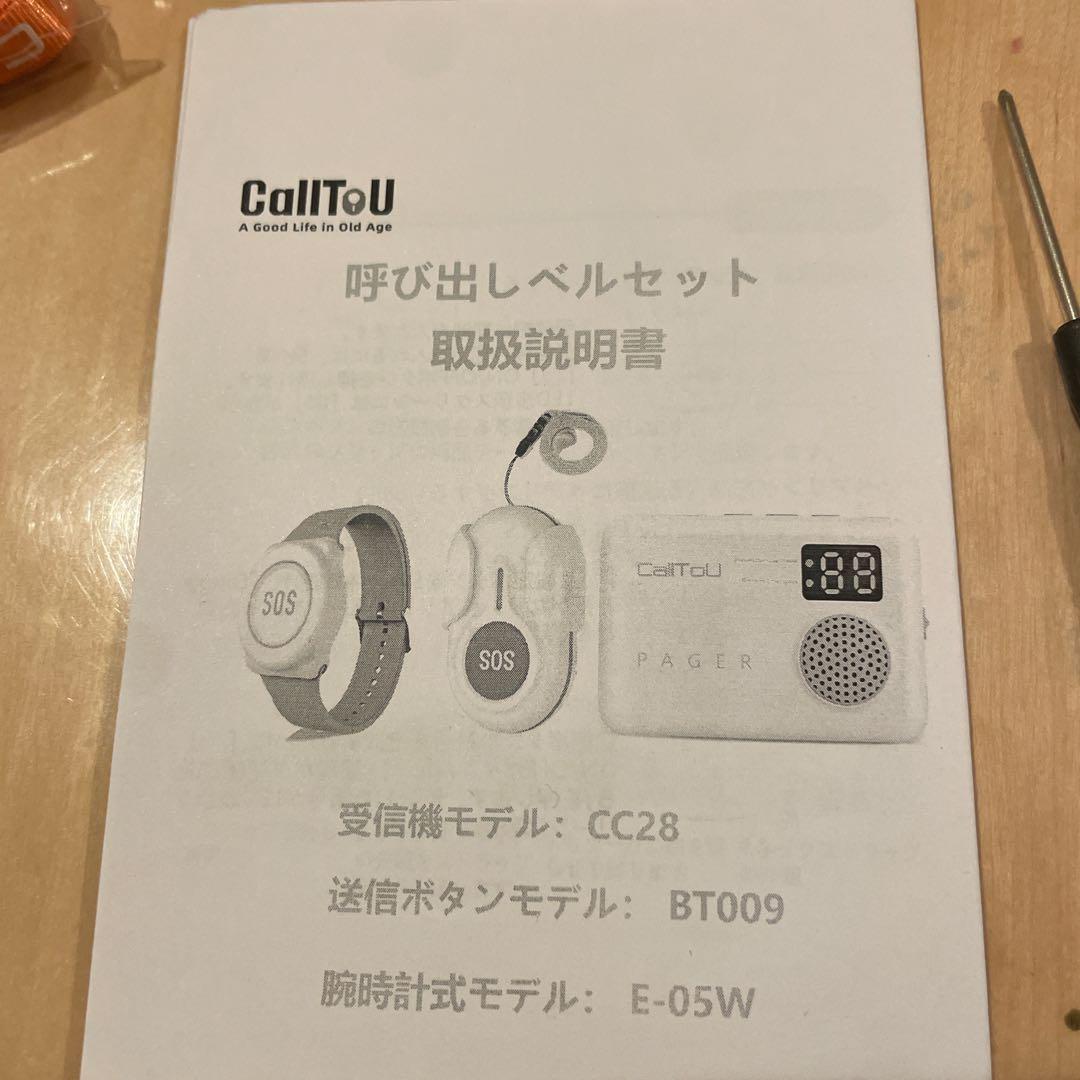 CallToU
A Good Life in Old Age
呼び出しベルセット
取扱説明書
SOS
SOS
CallToU
88
PAGER
受信機モデル: CC28
送信ボタンモデル: BT009
腕時計式モデル: E-05W